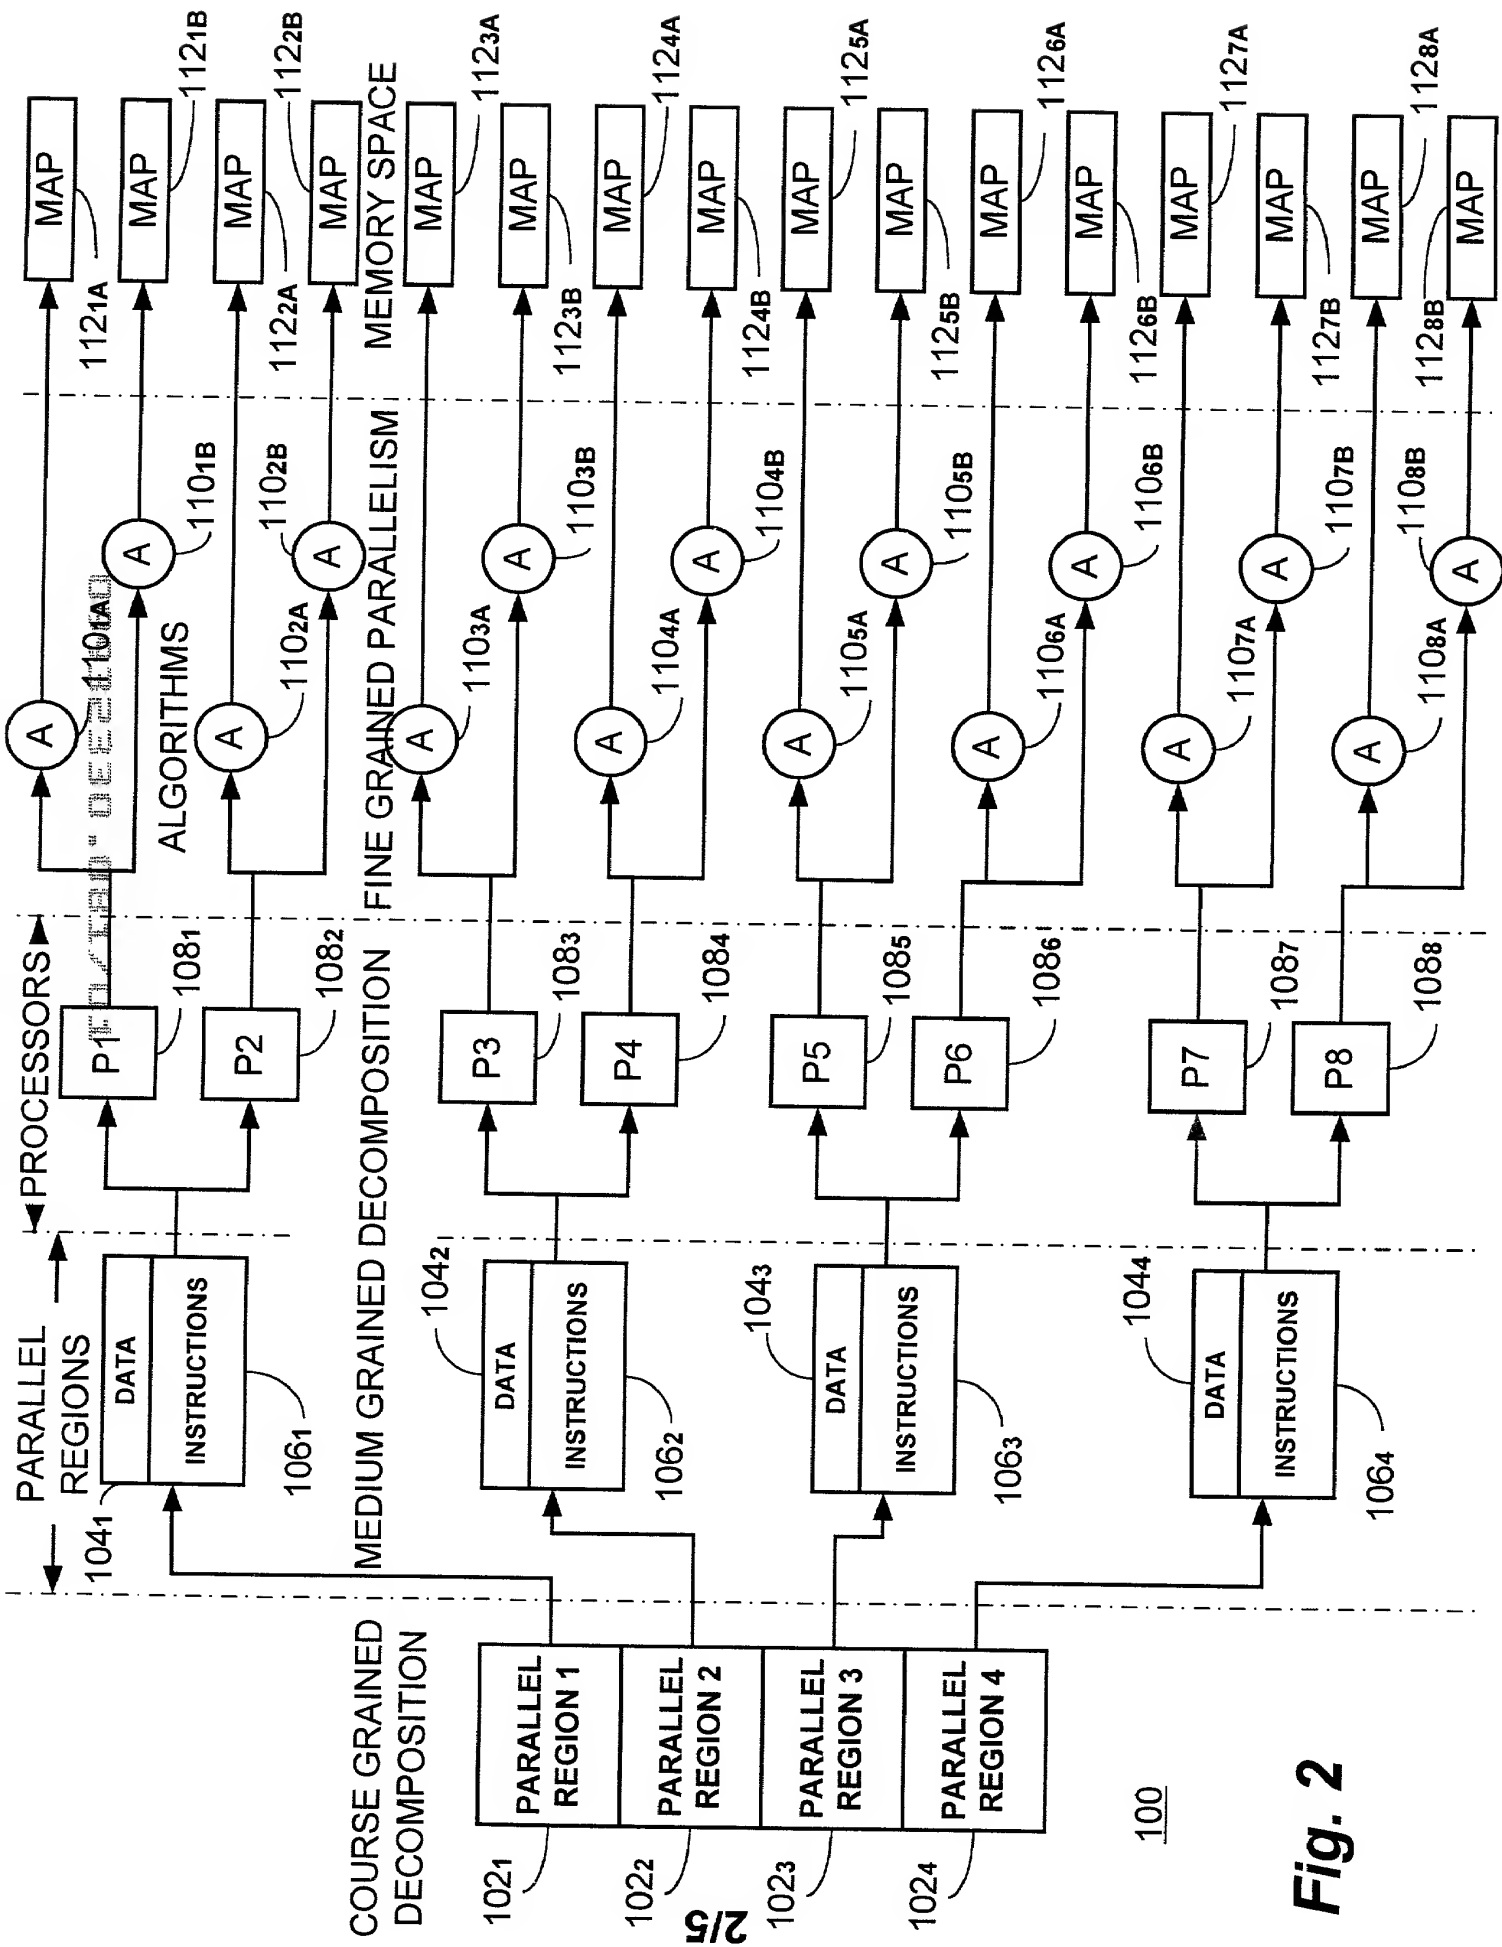 COURSE GRAINED
DECOMPOSITION
PARALLEL
REGIONS
PROCESSORS
MEDIUM GRAINED DECOMPOSITION
ALGORITHMS
FINE GRAINED PARALLELISM
MEMORY SPACE
PARALLEL
REGION 1
PARALLEL
REGION 2
PARALLEL
REGION 3
PARALLEL
REGION 4
1021
1022
1023
1024
1041
DATA
INSTRUCTIONS
1061
1042
DATA
INSTRUCTIONS
1062
1043
DATA
INSTRUCTIONS
1063
1044
DATA
INSTRUCTIONS
1064
P1
1081
P2
1082
P3
1083
P4
1084
P5
1085
P6
1086
P7
1087
P8
1088
A
1101A
A
1101B
A
1102A
A
1102B
A
1103A
A
1103B
A
1104A
A
1104B
A
1105A
A
1105B
A
1106A
A
1106B
A
1107A
A
1107B
A
1108A
A
1108B
MAP
1121A
MAP
1121B
MAP
1122A
MAP
1122B
MAP
1123A
MAP
1123B
MAP
1124A
MAP
1124B
MAP
1125A
MAP
1125B
MAP
1126A
MAP
1126B
MAP
1127A
MAP
1127B
MAP
1128A
MAP
1128B
100
Fig. 2
2/5